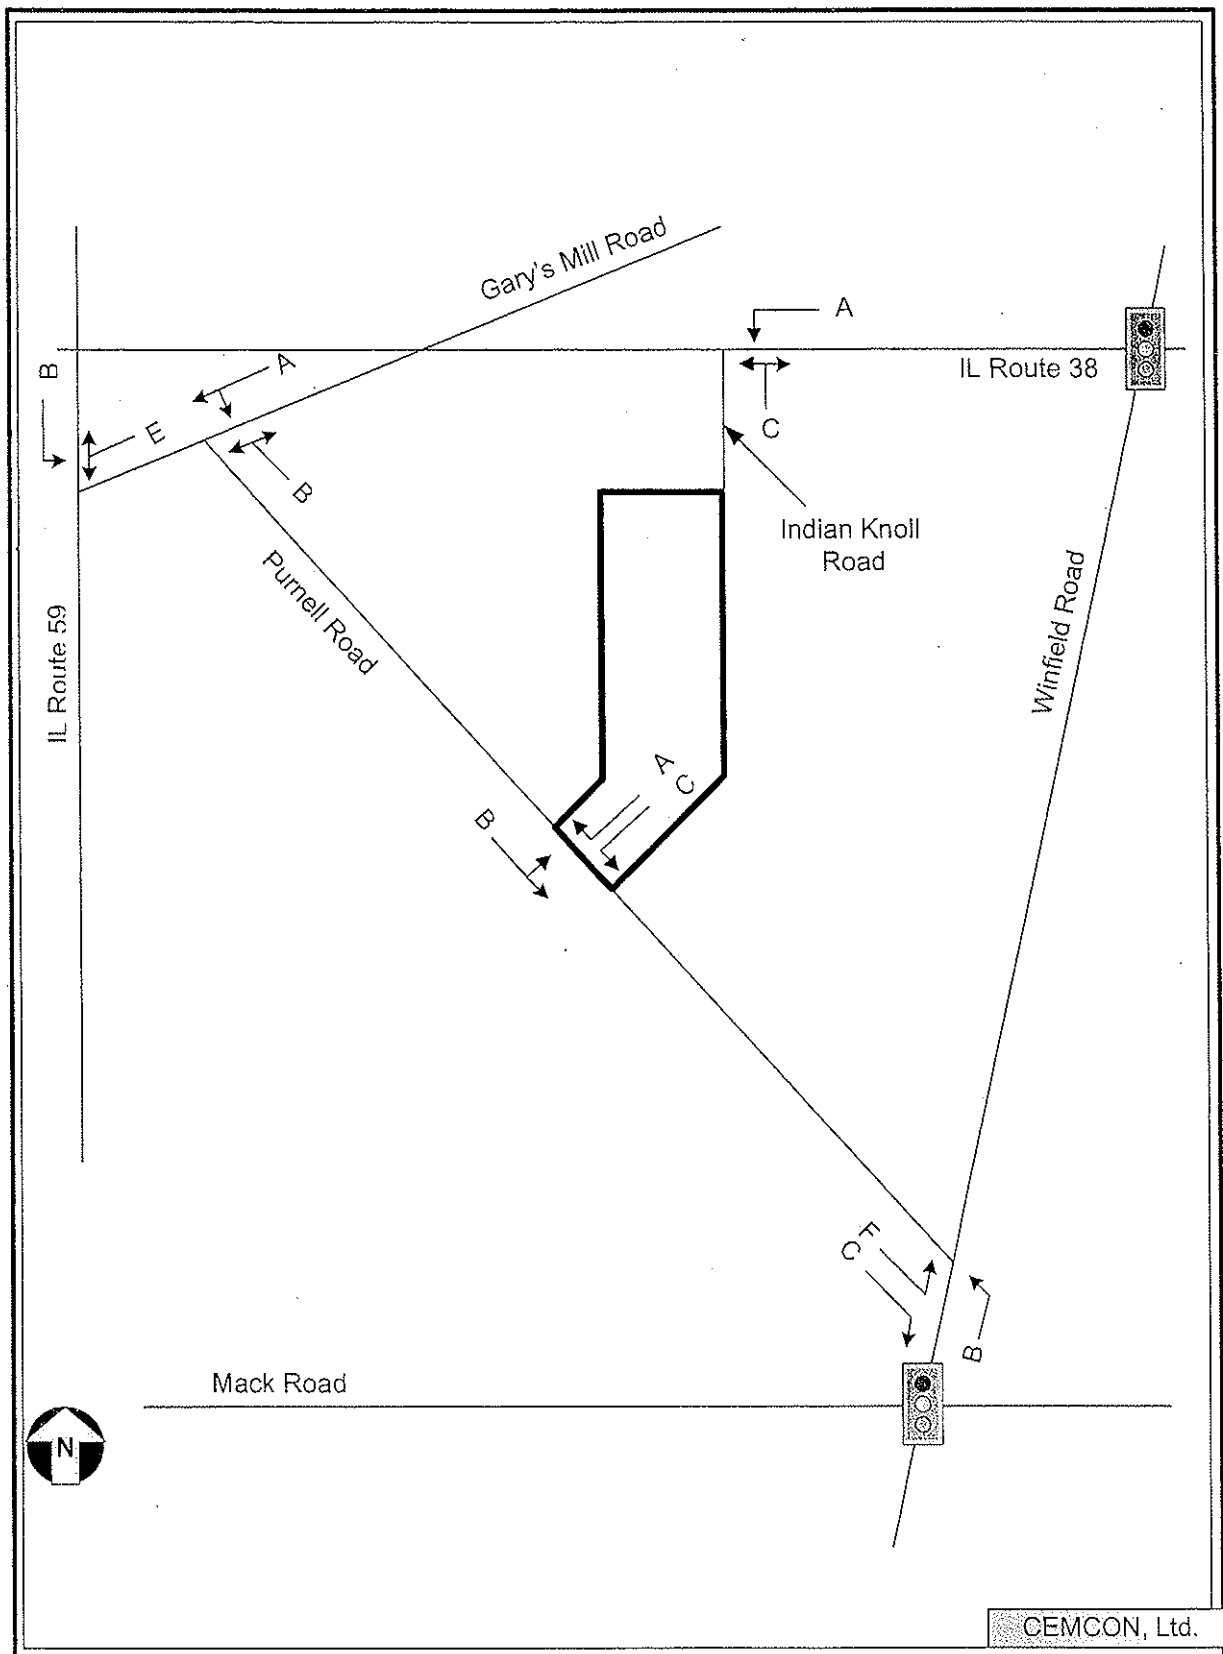 Gary's Mill Road
A
B
A
IL Route 38
E
C
B
Indian Knoll
Road
Purnell Road
Winfield Road
IL Route 59
A
C
B
F
C
B
Mack Road
N
CEMCON, Ltd.